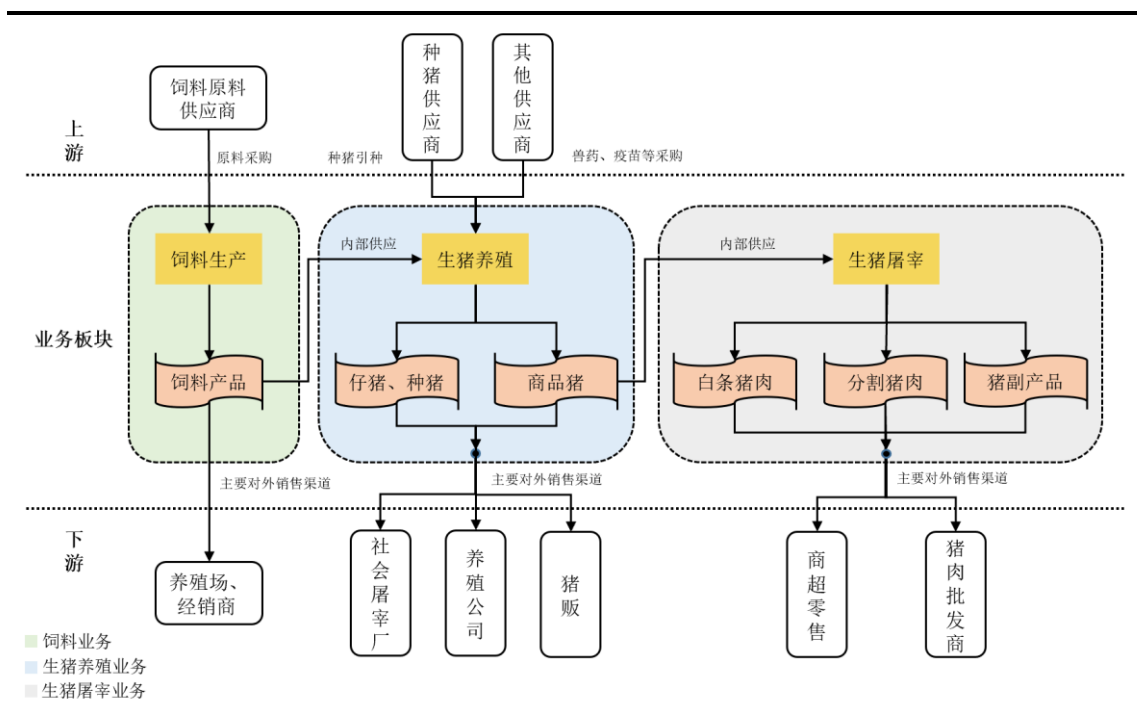 饲料原料
供应商
种猪供应商
其他供应商
上游
原料采购
种猪引种
兽药、疫苗等采购
饲料生产
内部供应
生猪养殖
内部供应
生猪屠宰
业务板块
饲料产品
仔猪、种猪
商品猪
白条猪肉
分割猪肉
猪副产品
主要对外销售渠道
主要对外销售渠道
主要对外销售渠道
下游
养殖场、
经销商
社会屠宰厂
养殖公司
猪贩
商超零售
猪肉批发商
饲料业务
生猪养殖业务
生猪屠宰业务